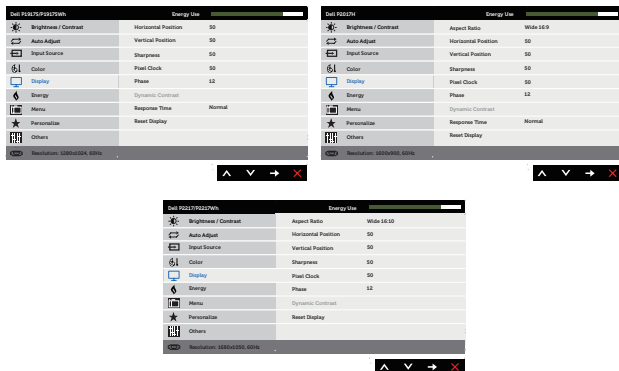 Dell P1917S/P1917SWh Energy Use
Brightness / Contrast Horizontal Position 50
Auto Adjust Vertical Position 50
Input Source Sharpness 50
Color Pixel Clock 50
Display Phase 12
Energy Dynamic Contrast
Menu Response Time Normal
Personalize Reset Display
Others
Resolution: 1280x1024, 60Hz
Dell P2017H Energy Use
Brightness / Contrast Aspect Ratio Wide 16:9
Auto Adjust Horizontal Position 50
Input Source Vertical Position 50
Color Sharpness 50
Display Pixel Clock 50
Energy Phase 12
Menu Dynamic Contrast
Personalize Response Time Normal
Others Reset Display
Resolution: 1600x900, 60Hz
Dell P2217/P2217Wh Energy Use
Brightness / Contrast Aspect Ratio Wide 16:10
Auto Adjust Horizontal Position 50
Input Source Vertical Position 50
Color Sharpness 50
Display Pixel Clock 50
Energy Phase 12
Menu Dynamic Contrast
Personalize Reset Display
Others
Resolution: 1680x1050, 60Hz